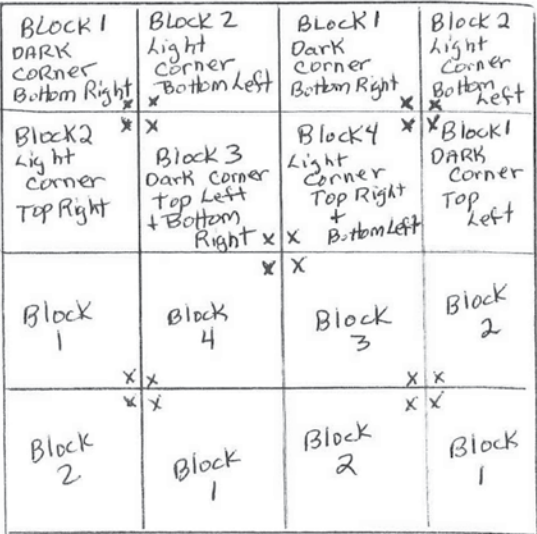 BLOCK 1
DARK
CORNER
Bottom Right
x
BLOCK 2
Light
Corner
Bottom Left
x
BLOCK 1
Dark
corner
Bottom Right
x
Block 2
Light
Corner
Bottom
Left
x
Block 2
Light
Corner
Top Right
x
x
Block 3
Dark Corner
Top Left
+ Bottom
Right x
Block 4 x
Light
Corner
Top Right
+
x Bottom Left
x Block 1
DARK
Corner
Top
Left
Block
1
x
x
Block
4
x
x
Block
3
x
Block
2
x
x
Block
2
x
Block
1
x
Block
2
x
Block
1